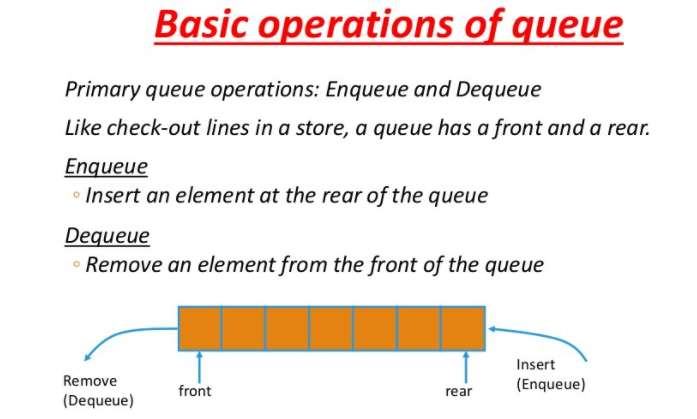 Basic operations of queue
Primary queue operations: Enqueue and Dequeue
Like check-out lines in a store, a queue has a front and a rear.
Enqueue
◦ Insert an element at the rear of the queue
Dequeue
◦ Remove an element from the front of the queue
Remove
(Dequeue)
front
rear
Insert
(Enqueue)